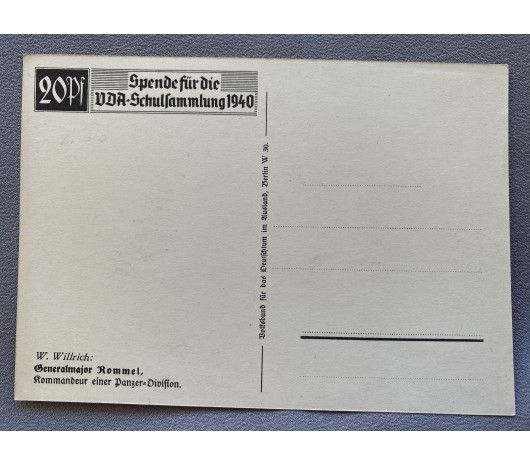 20Pf
Spende für die
VDA-Schulsammlung 1940
Volksbund für das Deutschtum im Ausland, Berlin W 30.
W. Willrich:
Generalmajor Rommel,
Kommandeur einer Panzer-Division.